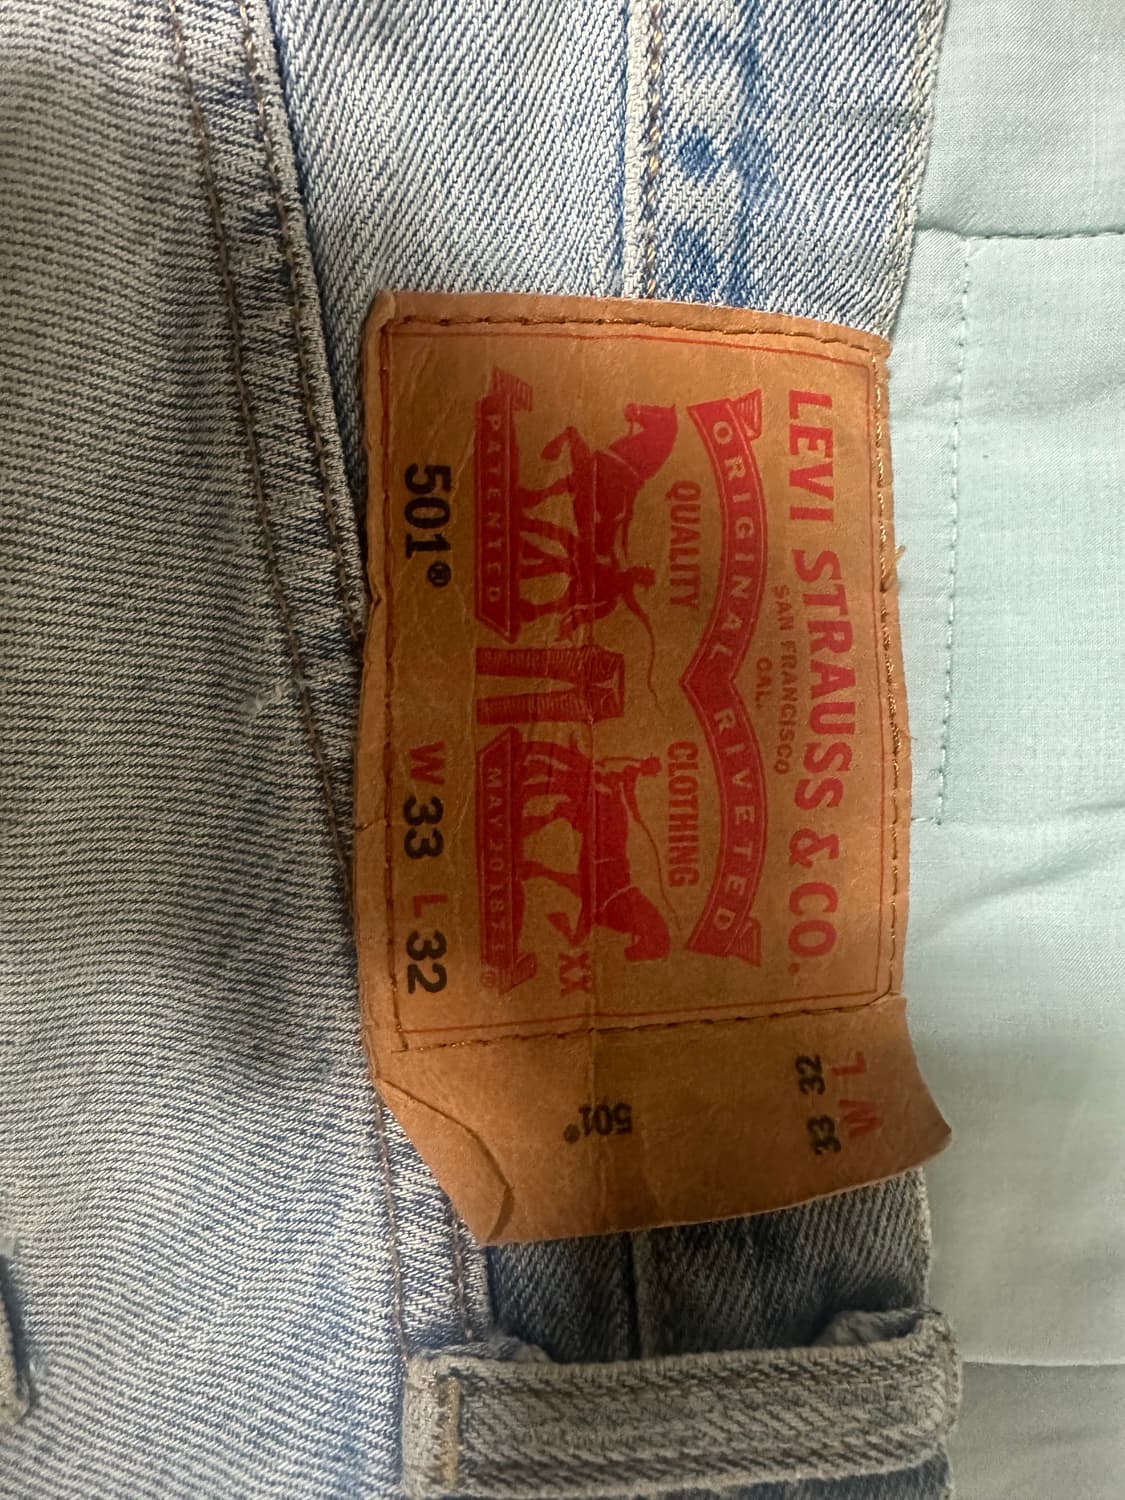 LEVI STRAUSS & CO.
SAN FRANCISCO
CAL.
ORIGINAL RIVETED
QUALITY CLOTHING
XX
PATENTED MAY 20 1873 ®
501® W 33 L 32
W L
33 32
501®